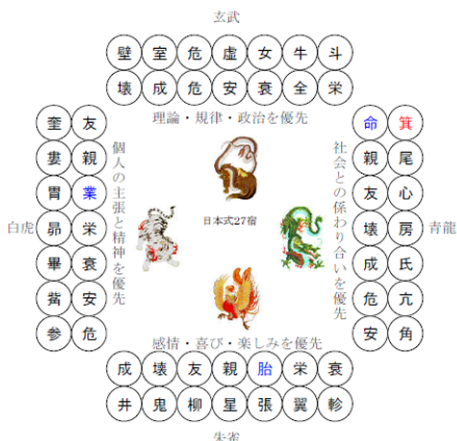 玄武
壁 室 危 虚 女 牛 斗
壊 成 危 安 衰 全 栄
理論・規律・政治を優先
奎 友
婁 親
胃 業
昴 栄
畢 衰
觜 安
参 危
白虎
個人の主張と精神を優先
日本式27宿
社会との係わり合いを優先
命 箕
親 尾
友 心
壊 房
成 氐
危 亢
安 角
青龍
感情・喜び・楽しみを優先
成 壊 友 親 胎 栄 衰
井 鬼 柳 星 張 翼 軫
朱雀